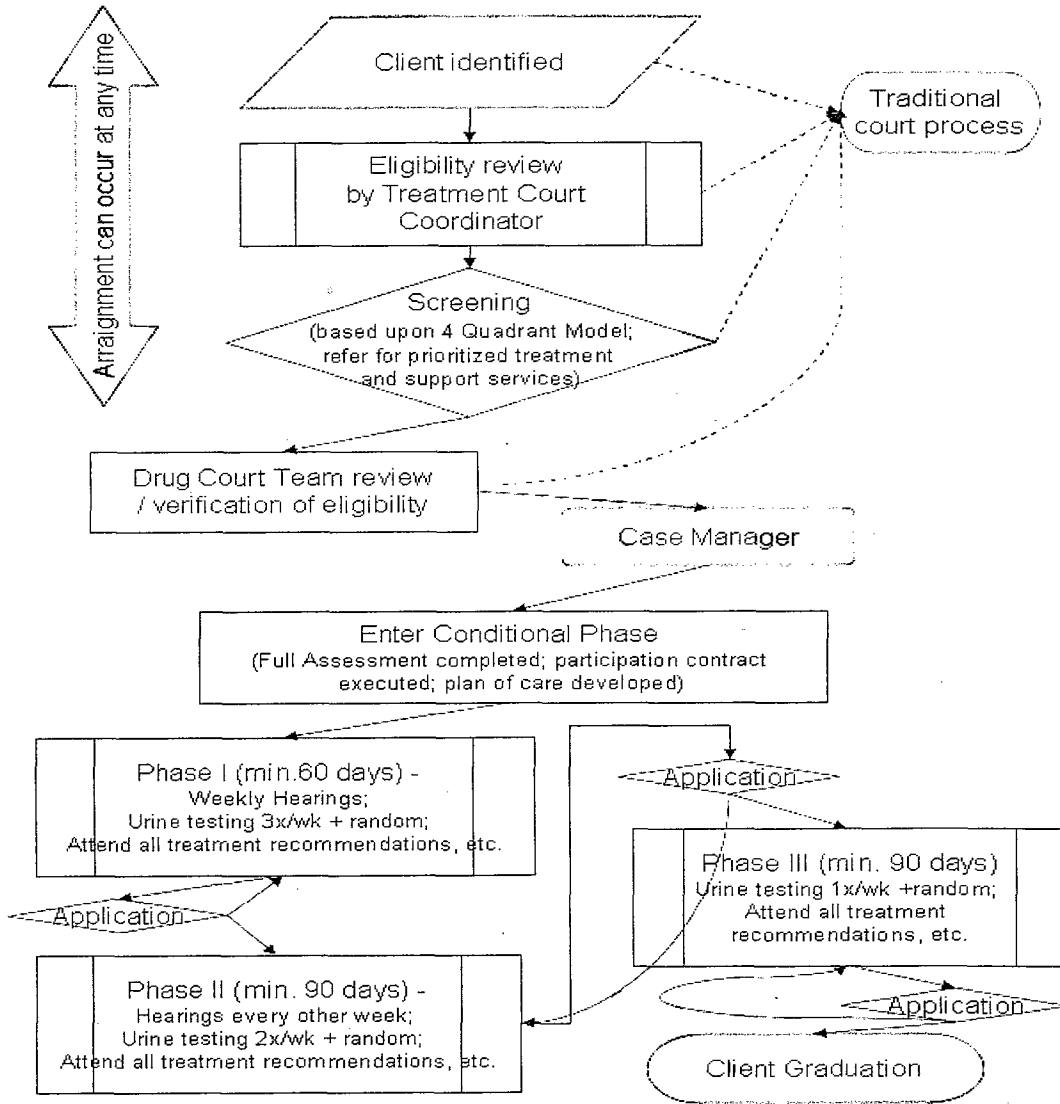 Arraignment can occur at any time
Client identified
Traditional
court process
Eligibility review
by Treatment Court
Coordinator
Screening
(based upon 4 Quadrant Model;
refer for prioritized treatment
and support services)
Drug Court Team review
/ verification of eligibility
Case Manager
Enter Conditional Phase
(Full Assessment completed; participation contract
executed; plan of care developed)
Phase I (min.60 days) -
Weekly Hearings;
Urine testing 3x/wk + random;
Attend all treatment recommendations, etc.
Application
Phase II (min. 90 days) -
Hearings every other week;
Urine testing 2x/wk + random;
Attend all treatment recommendations, etc.
Application
Phase III (min. 90 days)
Urine testing 1x/wk +random;
Attend all treatment
recommendations, etc.
Application
Client Graduation